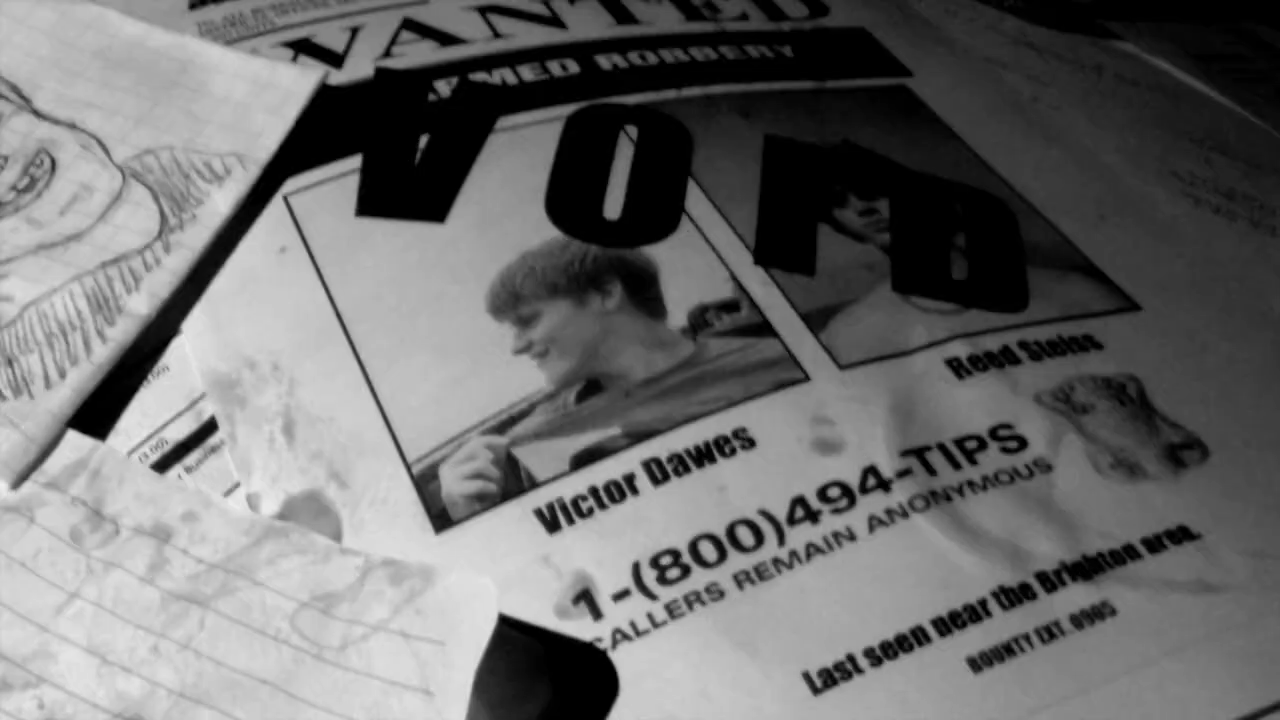 WANTED
ARMED ROBBERY
VOID
Victor Dawes
Reed Steiss
1-(800)494-TIPS
CALLERS REMAIN ANONYMOUS
Last seen near the Brighton area.
BOUNTY EXT. 0905